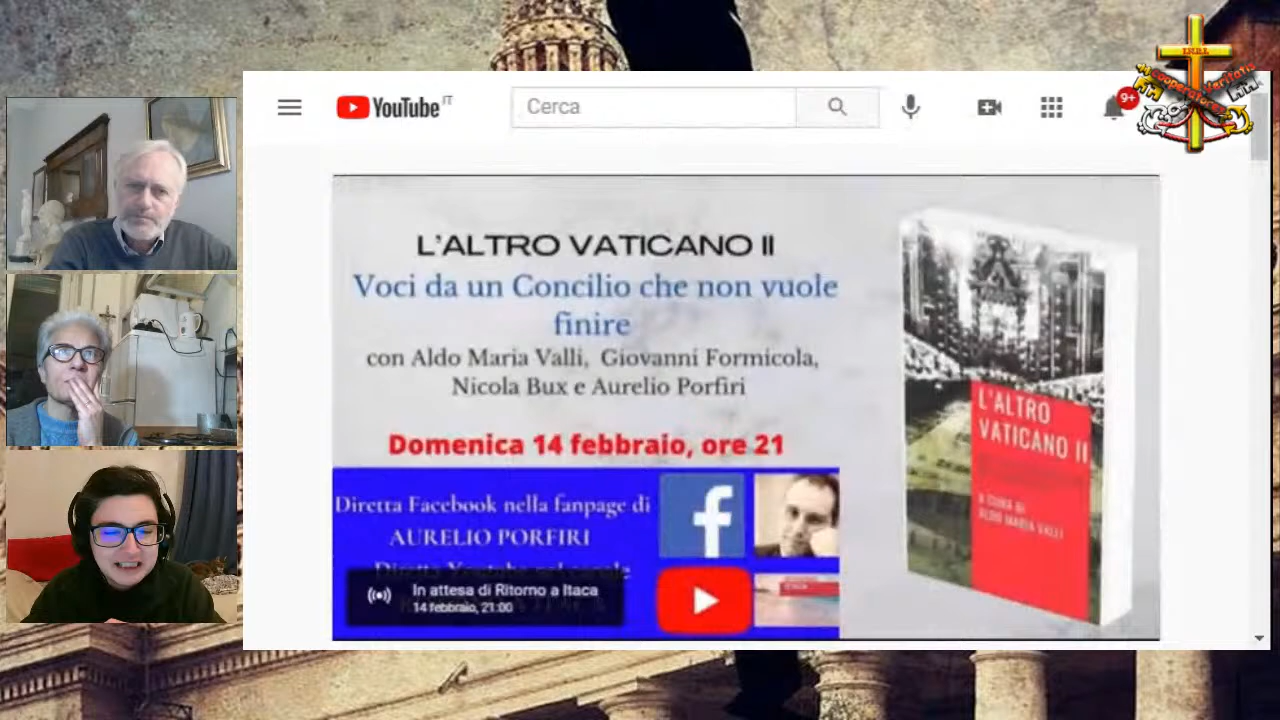 YouTube IT
Cerca
9+
I.N.R.I.
cooperatores Veritatis
L'ALTRO VATICANO II
Voci da un Concilio che non vuole
finire
con Aldo Maria Valli, Giovanni Formicola,
Nicola Bux e Aurelio Porfiri
Domenica 14 febbraio, ore 21
Diretta Facebook nella fanpage di
AURELIO PORFIRI
In attesa di Ritorno a Itaca
14 febbraio, 21:00
L'ALTRO
VATICANO II
A CURA DI
ALDO MARIA VALLI